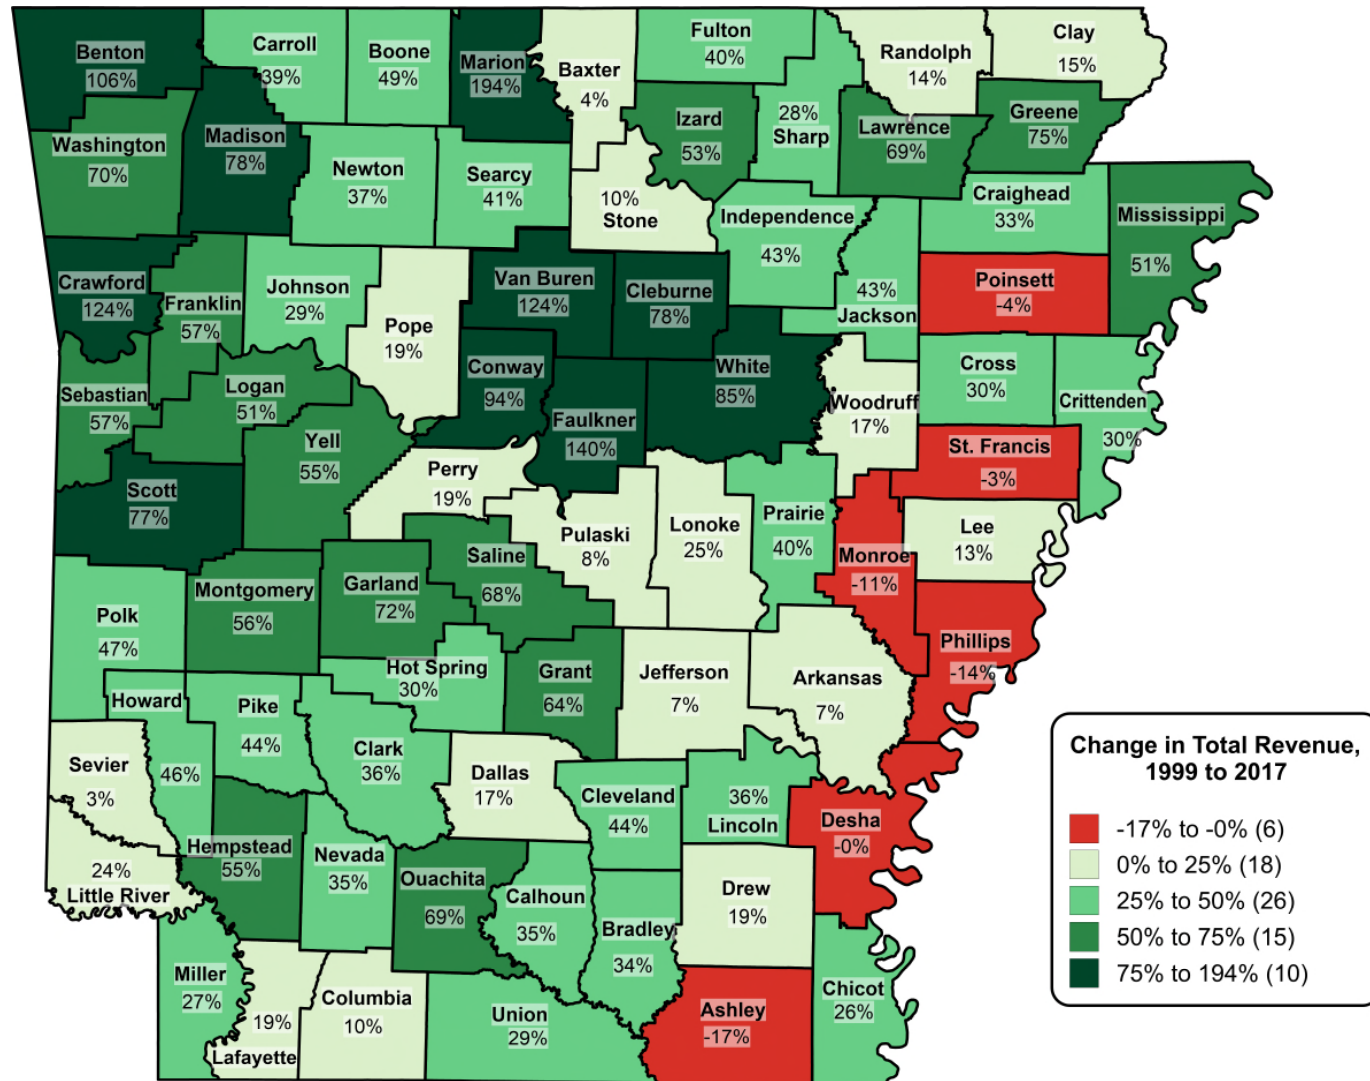 Benton
106%
Carroll
39%
Boone
49%
Marion
194%
Baxter
4%
Fulton
40%
Randolph
14%
Clay
15%
Washington
70%
Madison
78%
Newton
37%
Searcy
41%
10%
Stone
Izard
53%
28%
Sharp
Lawrence
69%
Greene
75%
Independence
43%
Craighead
33%
Mississippi
51%
Crawford
124%
Franklin
57%
Johnson
29%
Pope
19%
Van Buren
124%
Cleburne
78%
43%
Jackson
Poinsett
-4%
Sebastian
57%
Logan
51%
Conway
94%
Faulkner
140%
White
85%
Woodruff
17%
Cross
30%
Crittenden
30%
Scott
77%
Yell
55%
Perry
19%
St. Francis
-3%
Pulaski
8%
Lonoke
25%
Prairie
40%
Monroe
-11%
Lee
13%
Polk
47%
Montgomery
56%
Garland
72%
Saline
68%
Phillips
-14%
Howard
46%
Pike
44%
Hot Spring
30%
Grant
64%
Jefferson
7%
Arkansas
7%
Sevier
3%
Clark
36%
Dallas
17%
Cleveland
44%
36%
Lincoln
Desha
-0%
24%
Little River
Hempstead
55%
Nevada
35%
Ouachita
69%
Calhoun
35%
Bradley
34%
Drew
19%
Miller
27%
19%
Lafayette
Columbia
10%
Union
29%
Ashley
-17%
Chicot
26%
Change in Total Revenue,
1999 to 2017
-17% to -0% (6)
0% to 25% (18)
25% to 50% (26)
50% to 75% (15)
75% to 194% (10)